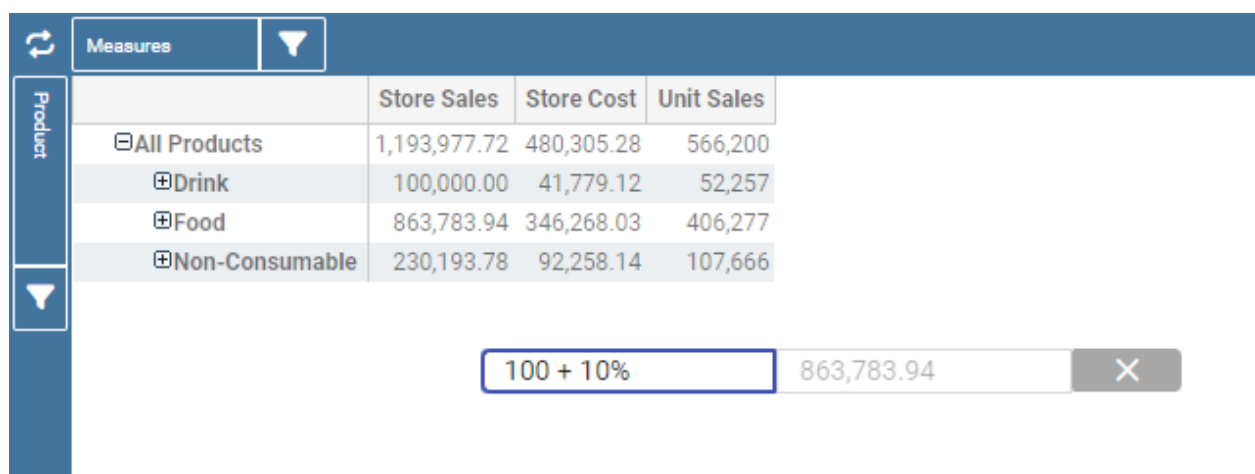 Measures
Product
Store Sales Store Cost Unit Sales
All Products 1,193,977.72 480,305.28 566,200
Drink 100,000.00 41,779.12 52,257
Food 863,783.94 346,268.03 406,277
Non-Consumable 230,193.78 92,258.14 107,666
100 + 10% 863,783.94